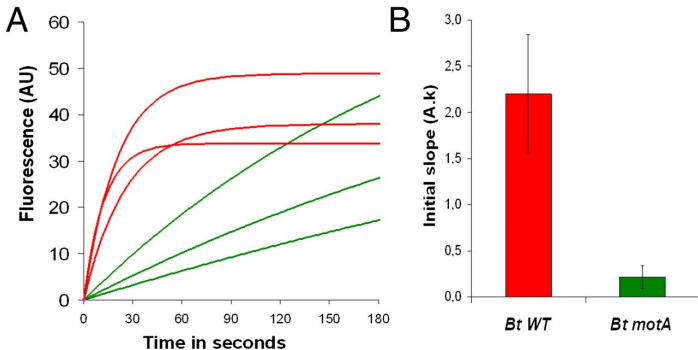 A
Fluorescence (AU)
60
50
40
30
20
10
0
0 30 60 90 120 150 180
Time in seconds
B
Initial slope (A.k)
3,0
2,5
2,0
1,5
1,0
0,5
0,0
Bt WT Bt motA